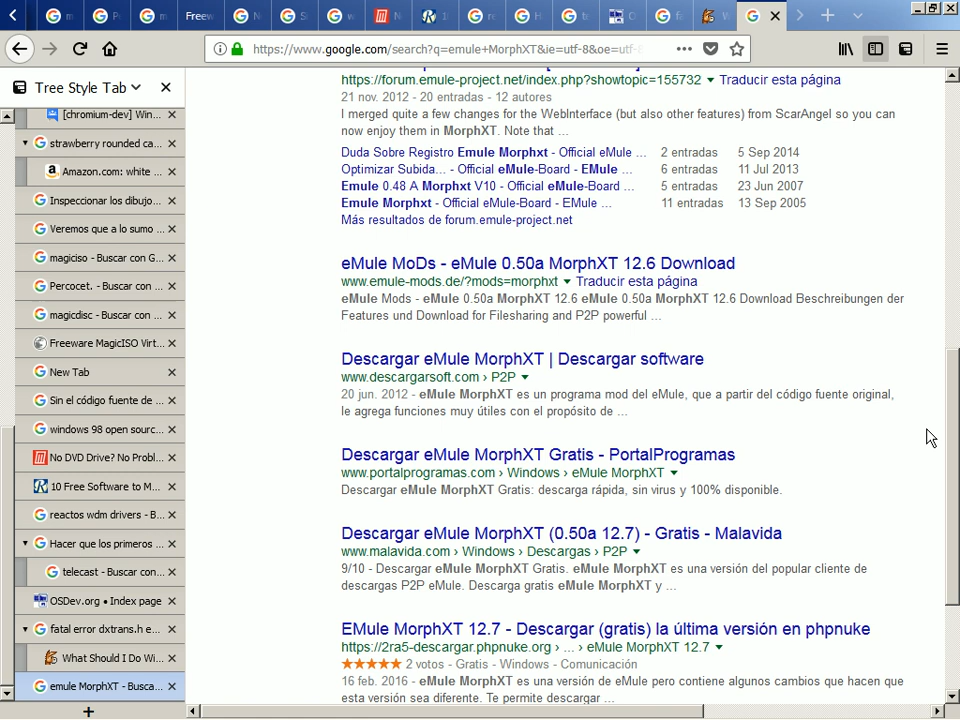 Freew
https://www.google.com/search?q=emule+MorphXT&ie=utf-8&oe=utf-8
Tree Style Tab
[chromium-dev] Win...
strawberry rounded ca...
Amazon.com: white ...
Inspeccionar los dibujo...
Veremos que a lo sumo ...
magiciso - Buscar con G...
Percocet. - Buscar con ...
magicdisc - Buscar con ...
Freeware MagicISO Virt...
New Tab
Sin el código fuente de ...
windows 98 open sourc...
No DVD Drive? No Probl...
10 Free Software to M...
reactos wdm drivers - B...
Hacer que los primeros ...
telecast - Buscar con...
OSDev.org • Index page
fatal error dxtrans.h e...
What Should I Do Wi...
emule MorphXT - Busca...
https://forum.emule-project.net/index.php?showtopic=155732 Traducir esta página
21 nov. 2012 - 20 entradas - 12 autores
I merged quite a few changes for the WebInterface (but also other features) from ScarAngel so you can
now enjoy them in MorphXT. Note that ...
Duda Sobre Registro Emule Morphxt - Official eMule ... 2 entradas 5 Sep 2014
Optimizar Subida... - Official eMule-Board - EMule ... 6 entradas 11 Jul 2013
Emule 0.48 A Morphxt V10 - Official eMule-Board ... 5 entradas 23 Jun 2007
Emule Morphxt - Official eMule-Board - EMule ... 11 entradas 13 Sep 2005
Más resultados de forum.emule-project.net
eMule MoDs - eMule 0.50a MorphXT 12.6 Download
www.emule-mods.de/?mods=morphxt Traducir esta página
eMule Mods - eMule 0.50a MorphXT 12.6 eMule 0.50a MorphXT 12.6 Download Beschreibungen der
Features und Download for Filesharing and P2P powerful ...
Descargar eMule MorphXT | Descargar software
www.descargarsoft.com › P2P
20 jun. 2012 - eMule MorphXT es un programa mod del eMule, que a partir del código fuente original,
le agrega funciones muy útiles con el propósito de ...
Descargar eMule MorphXT Gratis - PortalProgramas
www.portalprogramas.com › Windows › eMule MorphXT
Descargar eMule MorphXT Gratis: descarga rápida, sin virus y 100% disponible.
Descargar eMule MorphXT (0.50a 12.7) - Gratis - Malavida
www.malavida.com › Windows › Descargas › P2P
9/10 - Descargar eMule MorphXT Gratis. eMule MorphXT es una versión del popular cliente de
descargas P2P eMule. Descarga gratis eMule MorphXT y ...
EMule MorphXT 12.7 - Descargar (gratis) la última versión en phpnuke
https://2ra5-descargar.phpnuke.org › ... › eMule MorphXT 12.7
2 votos - Gratis - Windows - Comunicación
16 feb. 2016 - eMule MorphXT es una versión de eMule pero contiene algunos cambios que hacen que
esta versión sea diferente. Te permite descargar ...